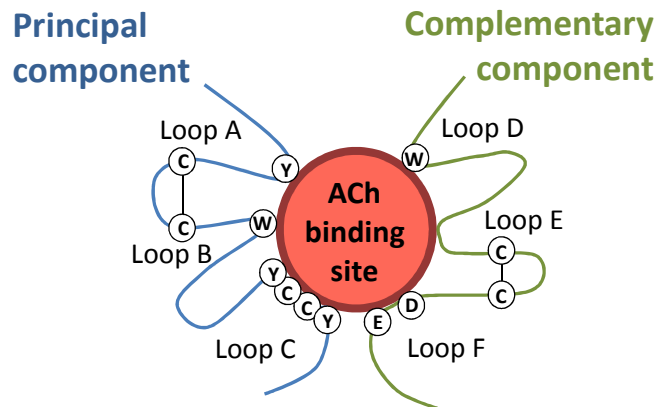 Principal
component
Complementary
component
Loop A
Loop D
C
Y
W
ACh
binding
site
C
W
Loop B
Loop E
C
C
Y
C
C
Y
E
D
Loop C
Loop F